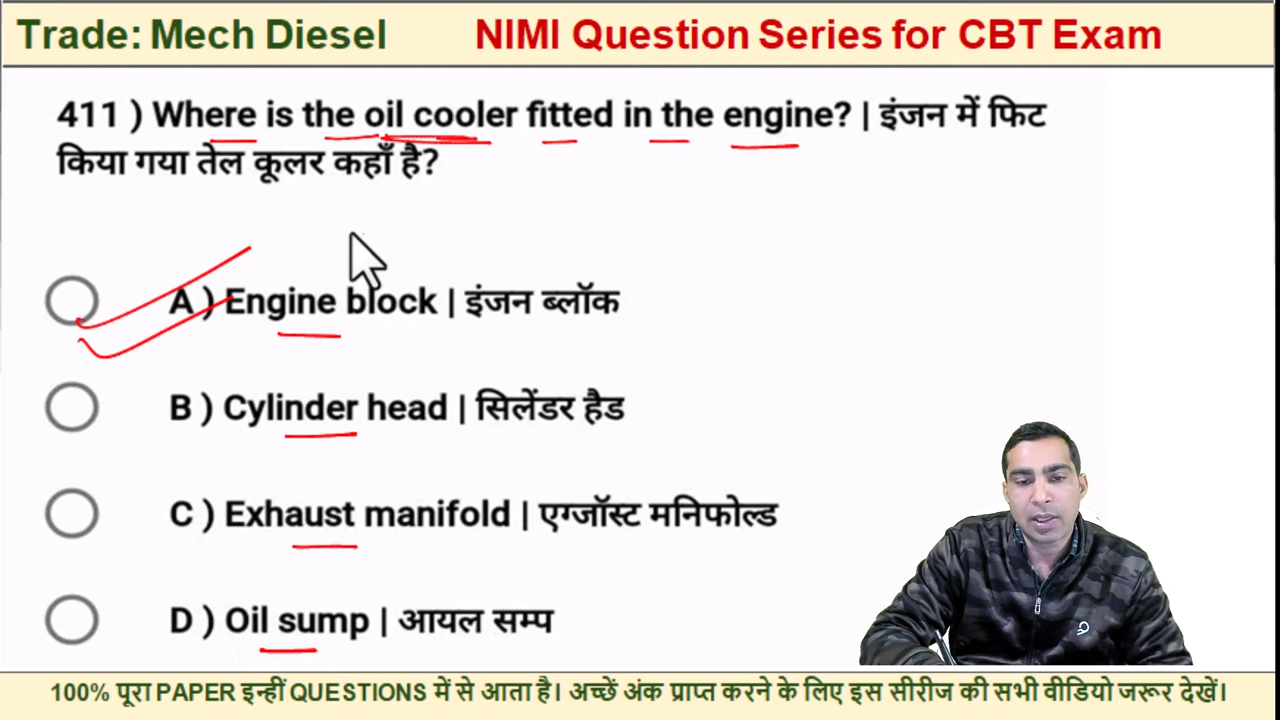 Trade: Mech Diesel NIMI Question Series for CBT Exam
411 ) Where is the oil cooler fitted in the engine? | इंजन में फिट
किया गया तेल कूलर कहाँ है?
A ) Engine block | इंजन ब्लॉक
B ) Cylinder head | सिलेंडर हैड
C ) Exhaust manifold | एग्जॉस्ट मनिफोल्ड
D ) Oil sump | आयल सम्प
100% पूरा PAPER इन्हीं QUESTIONS में से आता है। अच्छें अंक प्राप्त करने के लिए इस सीरीज की सभी वीडियो जरूर देखें।